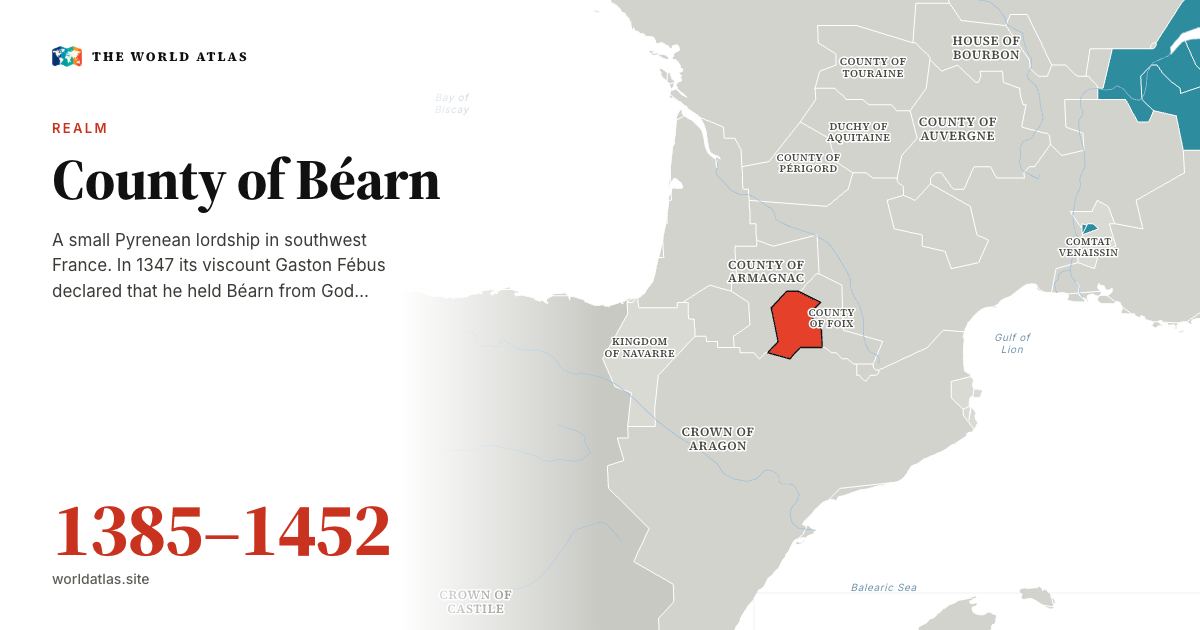 THE WORLD ATLAS
REALM
County of Béarn
A small Pyrenean lordship in southwest
France. In 1347 its viscount Gaston Fébus
declared that he held Béarn from God...
1385–1452
worldatlas.site
Bay of
Biscay
HOUSE OF
BOURBON
COUNTY OF
TOURAINE
DUCHY OF
AQUITAINE
COUNTY OF
AUVERGNE
COUNTY OF
PÉRIGORD
COMTAT
VENAISSIN
COUNTY OF
ARMAGNAC
COUNTY
OF FOIX
KINGDOM
OF NAVARRE
Gulf of
Lion
CROWN OF
ARAGON
Balearic Sea
CROWN OF
CASTILE